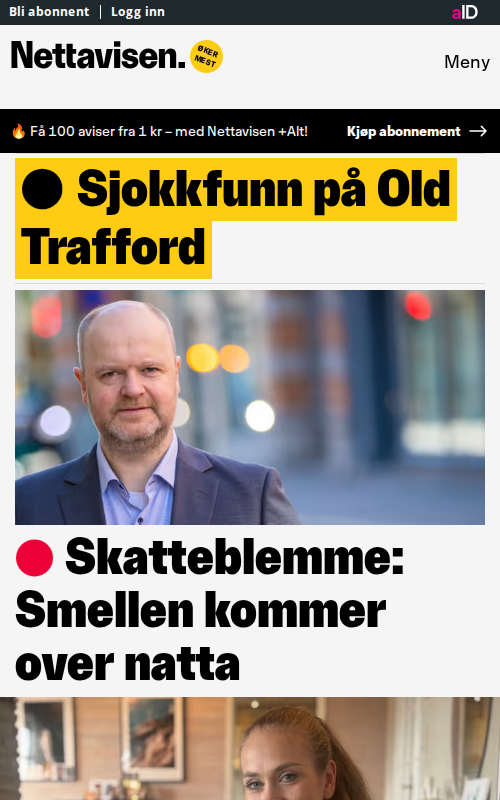 Bli abonnent | Logg inn
aID
Nettavisen.
ØKER
MEST
Meny
🔥 Få 100 aviser fra 1 kr – med Nettavisen +Alt!
Kjøp abonnement →
Sjokkfunn på Old
Trafford
Skatteblemme:
Smellen kommer
over natta